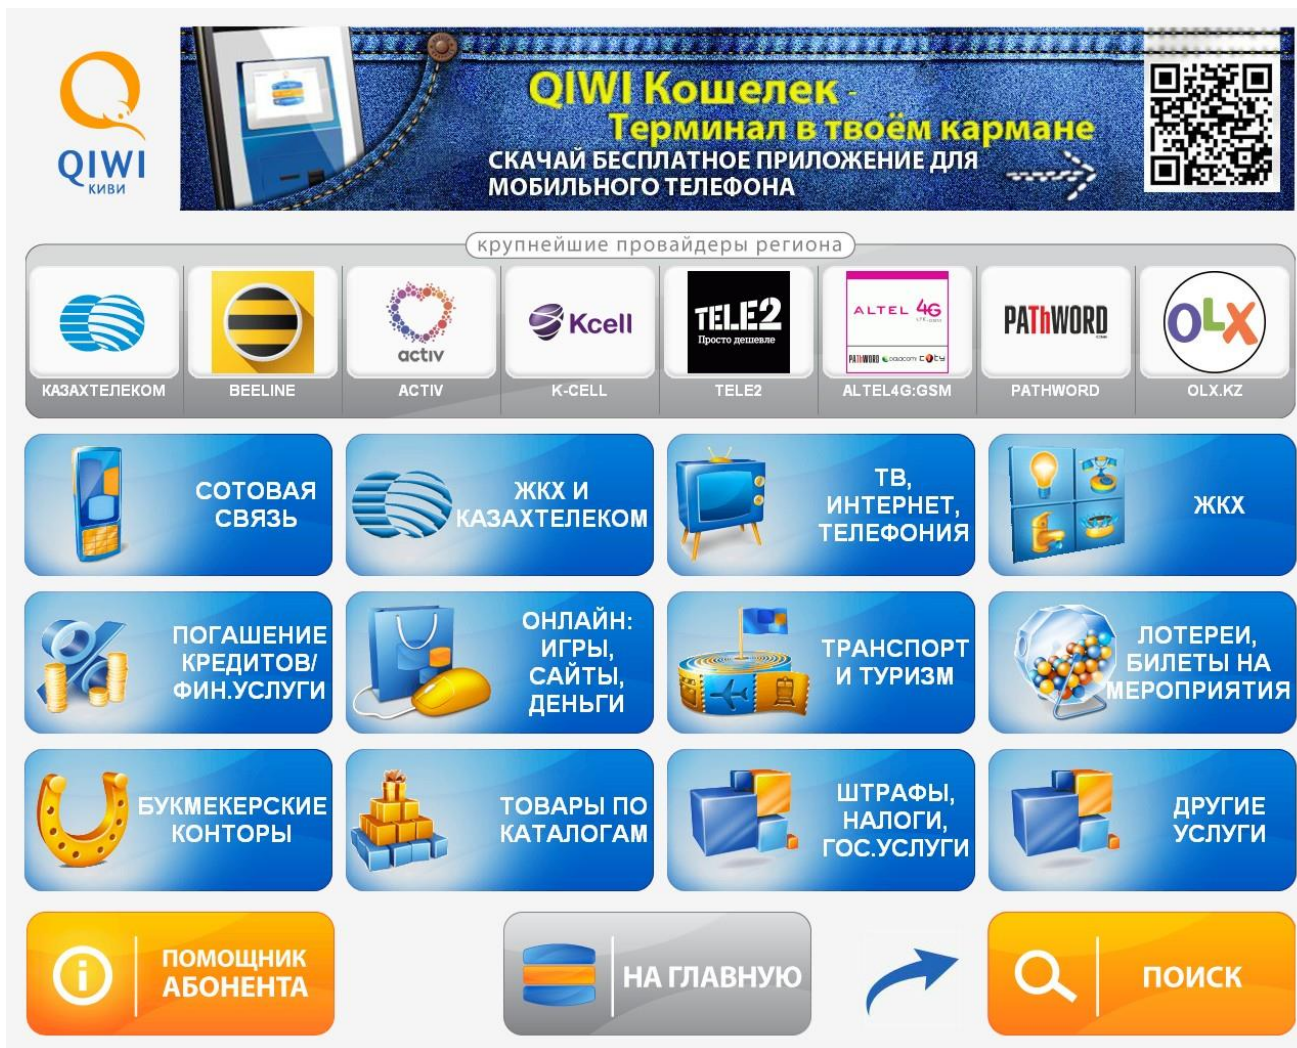 QIWI
КИВИ
QIWI Кошелек -
Терминал в твоём кармане
СКАЧАЙ БЕСПЛАТНОЕ ПРИЛОЖЕНИЕ ДЛЯ
МОБИЛЬНОГО ТЕЛЕФОНА
крупнейшие провайдеры региона
activ
Kcell
TELE2
Просто дешевле
ALTEL 4G
PAThWORD
PAThWORD
OLX
КАЗАХТЕЛЕКОМ
BEELINE
ACTIV
K-CELL
TELE2
ALTEL4G:GSM
PATHWORD
OLX.KZ
СОТОВАЯ
СВЯЗЬ
ЖКХ И
КАЗАХТЕЛЕКОМ
ТВ,
ИНТЕРНЕТ,
ТЕЛЕФОНИЯ
ЖКХ
ПОГАШЕНИЕ
КРЕДИТОВ/
ФИН.УСЛУГИ
ОНЛАЙН:
ИГРЫ,
САЙТЫ,
ДЕНЬГИ
ТРАНСПОРТ
И ТУРИЗМ
ЛОТЕРЕИ,
БИЛЕТЫ НА
МЕРОПРИЯТИЯ
БУКМЕКЕРСКИЕ
КОНТОРЫ
ТОВАРЫ ПО
КАТАЛОГАМ
ШТРАФЫ,
НАЛОГИ,
ГОС.УСЛУГИ
ДРУГИЕ
УСЛУГИ
ПОМОЩНИК
АБОНЕНТА
НА ГЛАВНУЮ
ПОИСК